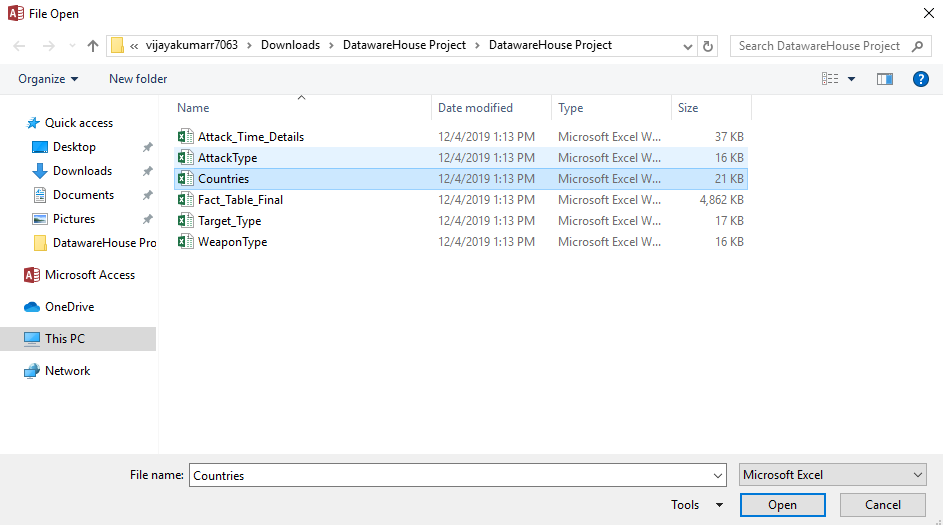 File Open
« vijayakumarr7063 > Downloads > DatawareHouse Project > DatawareHouse Project
Search DatawareHouse Project
Organize
New folder
?
Quick access
Desktop
Downloads
Documents
Pictures
DatawareHouse Pro
Microsoft Access
OneDrive
This PC
Network
Name Date modified Type Size
Attack_Time_Details 12/4/2019 1:13 PM Microsoft Excel W... 37 KB
AttackType 12/4/2019 1:13 PM Microsoft Excel W... 16 KB
Countries 12/4/2019 1:13 PM Microsoft Excel W... 21 KB
Fact_Table_Final 12/4/2019 1:13 PM Microsoft Excel W... 4,862 KB
Target_Type 12/4/2019 1:13 PM Microsoft Excel W... 17 KB
WeaponType 12/4/2019 1:13 PM Microsoft Excel W... 16 KB
File name: Countries
Microsoft Excel
Tools
Open
Cancel